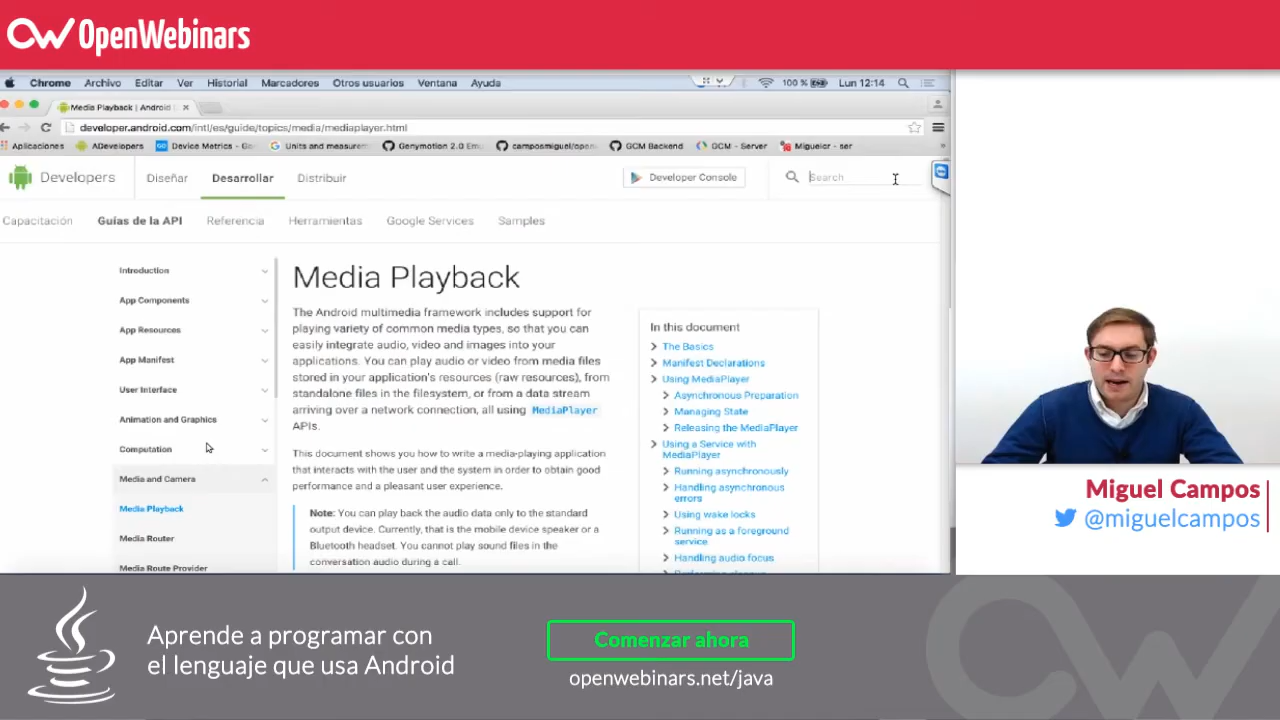 OpenWebinars
Chrome Archivo Editar Ver Historial Marcadores Otros usuarios Ventana Ayuda 100 % Lun 12:14
Media Playback | Android
developer.android.com/intl/es/guide/topics/media/mediaplayer.html
Aplicaciones ADevelopers Device Metrics - Genymotion 2.0 GCM Backend GCM - Server
Developers Diseñar Desarrollar Distribuir Developer Console Search
Capacitación Guías de la API Referencia Herramientas Google Services Samples
Introduction
App Components
App Resources
App Manifest
User Interface
Animation and Graphics
Computation
Media and Camera
Media Playback
Media Router
Media Route Provider
Media Playback
The Android multimedia framework includes support for
playing variety of common media types, so that you can
easily integrate audio, video and images into your
applications. You can play audio or video from media files
stored in your application's resources (raw resources), from
standalone files in the filesystem, or from a data stream
arriving over a network connection, all using MediaPlayer
APIs.
This document shows you how to write a media-playing application
that interacts with the user and the system in order to obtain good
performance and a pleasant user experience.
Note: You can play back the audio data only to the standard
output device. Currently, that is the mobile device speaker or a
Bluetooth headset. You cannot play sound files in the
conversation audio during a call.
In this document
The Basics
Manifest Declarations
Using MediaPlayer
Asynchronous Preparation
Managing State
Releasing the MediaPlayer
Using a Service with
MediaPlayer
Running asynchronously
Handling asynchronous
errors
Using wake locks
Running as a foreground
service
Handling audio focus
Miguel Campos
@miguelcampos
Aprende a programar con
el lenguaje que usa Android
Comenzar ahora
openwebinars.net/java